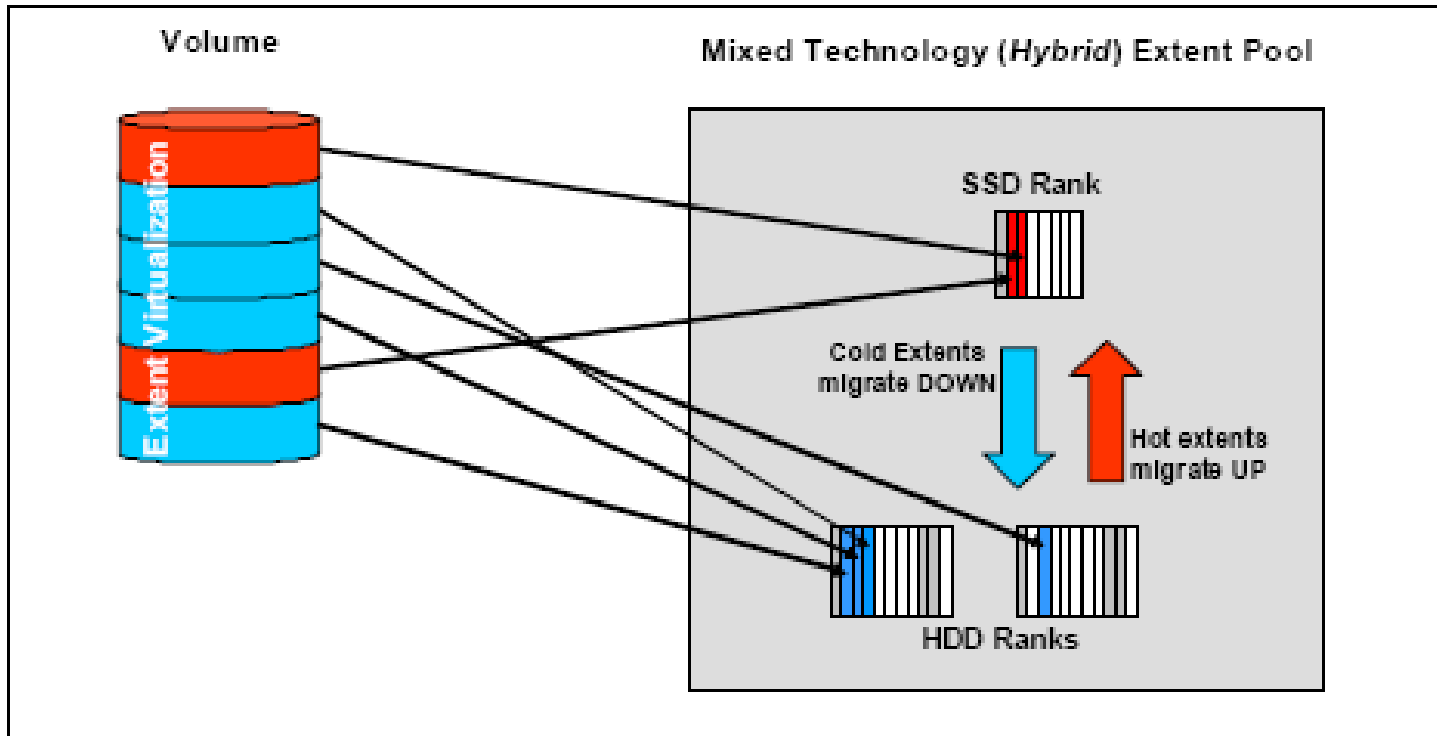 Volume
Mixed Technology (Hybrid) Extent Pool
Extent Virtualization
SSD Rank
Cold Extents
migrate DOWN
Hot extents
migrate UP
HDD Ranks